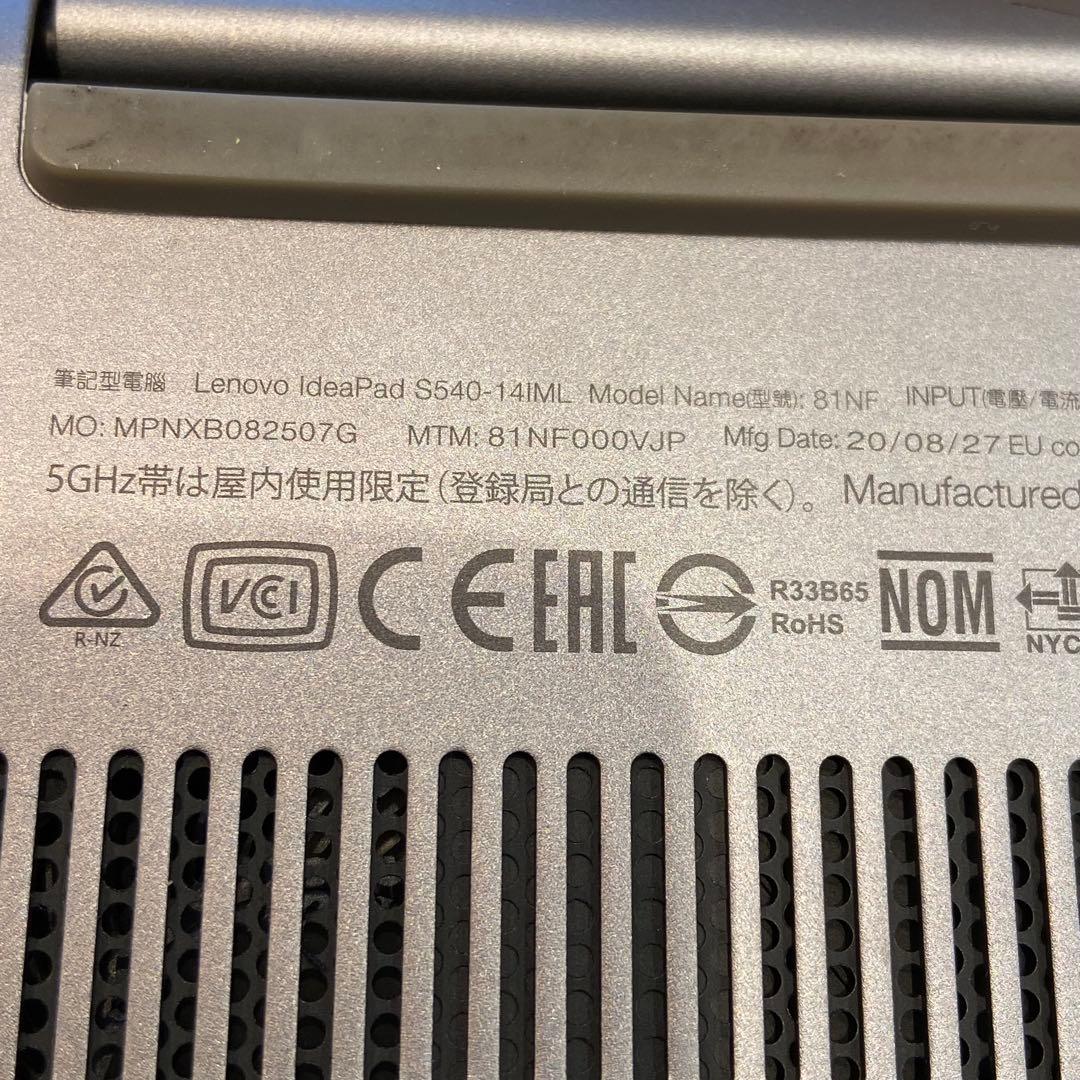 筆記型電腦 Lenovo IdeaPad S540-14IML Model Name(型號): 81NF INPUT(電壓/電流
MO: MPNXB082507G MTM: 81NF000VJP Mfg Date: 20/08/27 EU co
5GHz帯は屋内使用限定（登録局との通信を除く）。 Manufactured
R-NZ VCCI CE EAC R33B65 RoHS NOM NYC